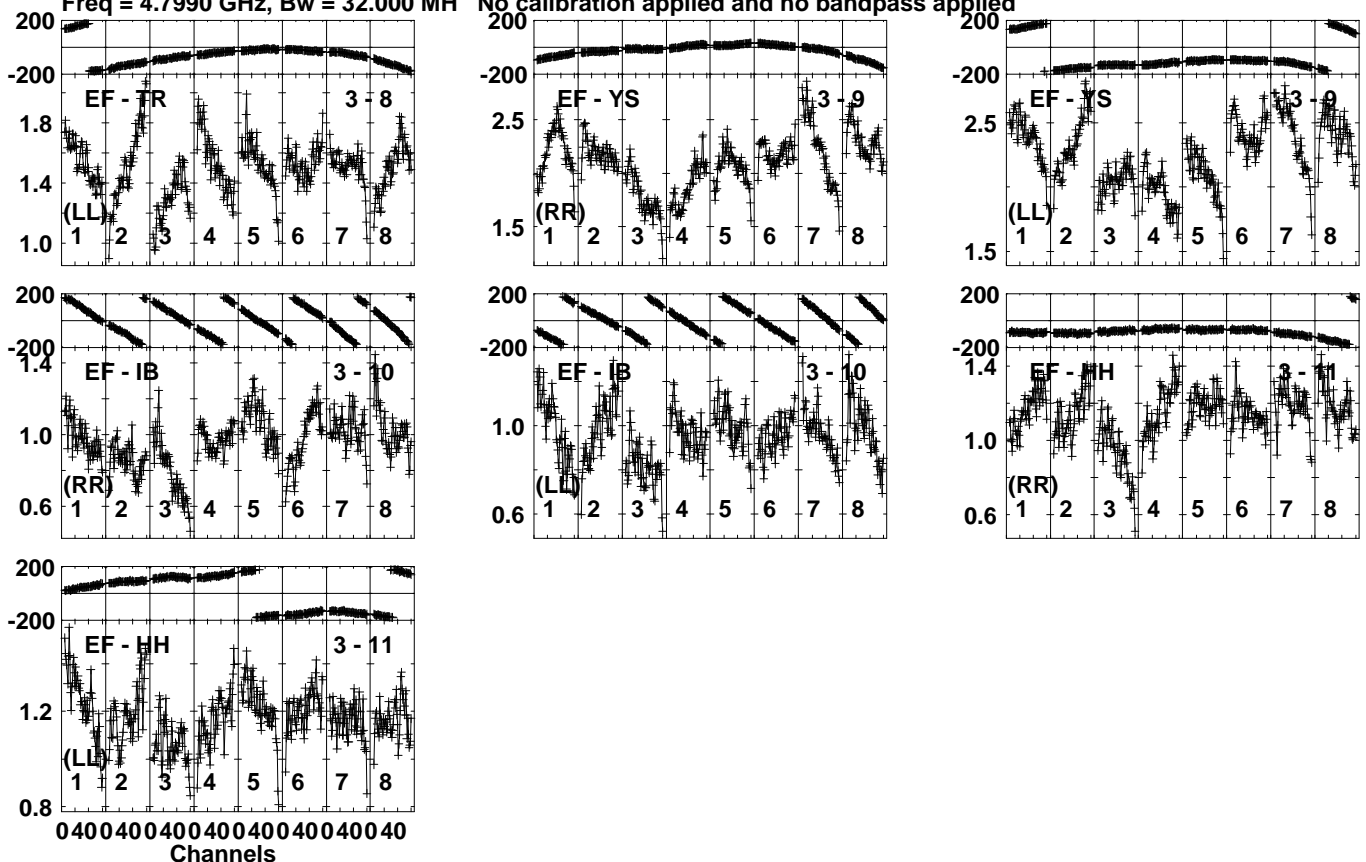 Freq = 4.7990 GHz, Bw = 32.000 MH No calibration applied and no bandpass applied
200
-200
EF - TR 3 - 8
1.8
1.4
1.0
(LL)
1 2 3 4 5 6 7 8
EF - YS 3 - 9
2.5
1.5
(RR)
1 2 3 4 5 6 7 8
200
-200
EF - YS 3 - 9
2.5
1.5
(LL)
1 2 3 4 5 6 7 8
200
-200
EF - IB 3 - 10
1.4
1.0
0.6
(RR)
1 2 3 4 5 6 7 8
200
-200
EF - IB 3 - 10
1.0
0.6
(LL)
1 2 3 4 5 6 7 8
200
-200
EF - HH 3 - 11
1.4
1.0
0.6
(RR)
1 2 3 4 5 6 7 8
200
-200
EF - HH 3 - 11
1.2
0.8
(LL)
1 2 3 4 5 6 7 8
0 40 0 40 0 40 0 40 0 40 0 40 0 40 0 40
Channels